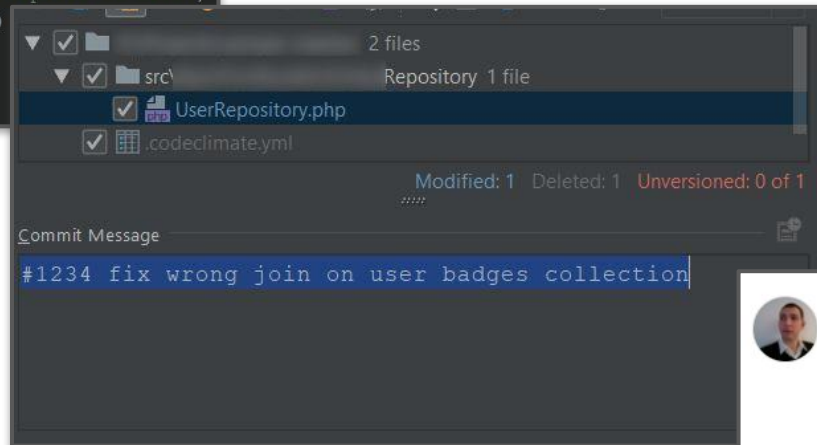 2 files
src\ Repository 1 file
php UserRepository.php
.codeclimate.yml
Modified: 1 Deleted: 1 Unversioned: 0 of 1
Commit Message
#1234 fix wrong join on user badges collection